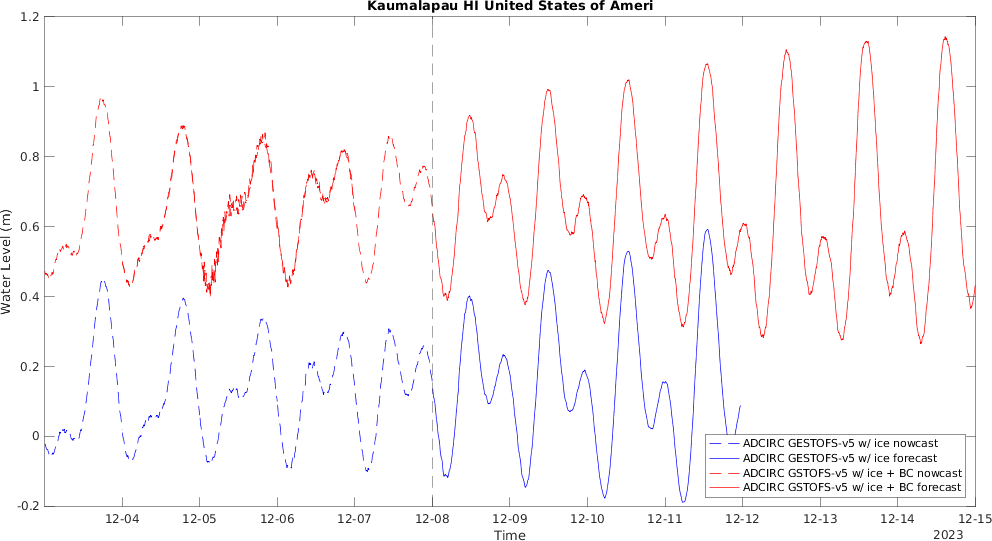 Kaumalapau HI United States of Ameri
1.2
1
0.8
0.6
0.4
0.2
0
-0.2
Water Level (m)
ADCIRC GESTOFS-v5 w/ ice nowcast
ADCIRC GESTOFS-v5 w/ ice forecast
ADCIRC GSTOFS-v5 w/ ice + BC nowcast
ADCIRC GSTOFS-v5 w/ ice + BC forecast
12-04 12-05 12-06 12-07 12-08 12-09 12-10 12-11 12-12 12-13 12-14 12-15
Time
2023